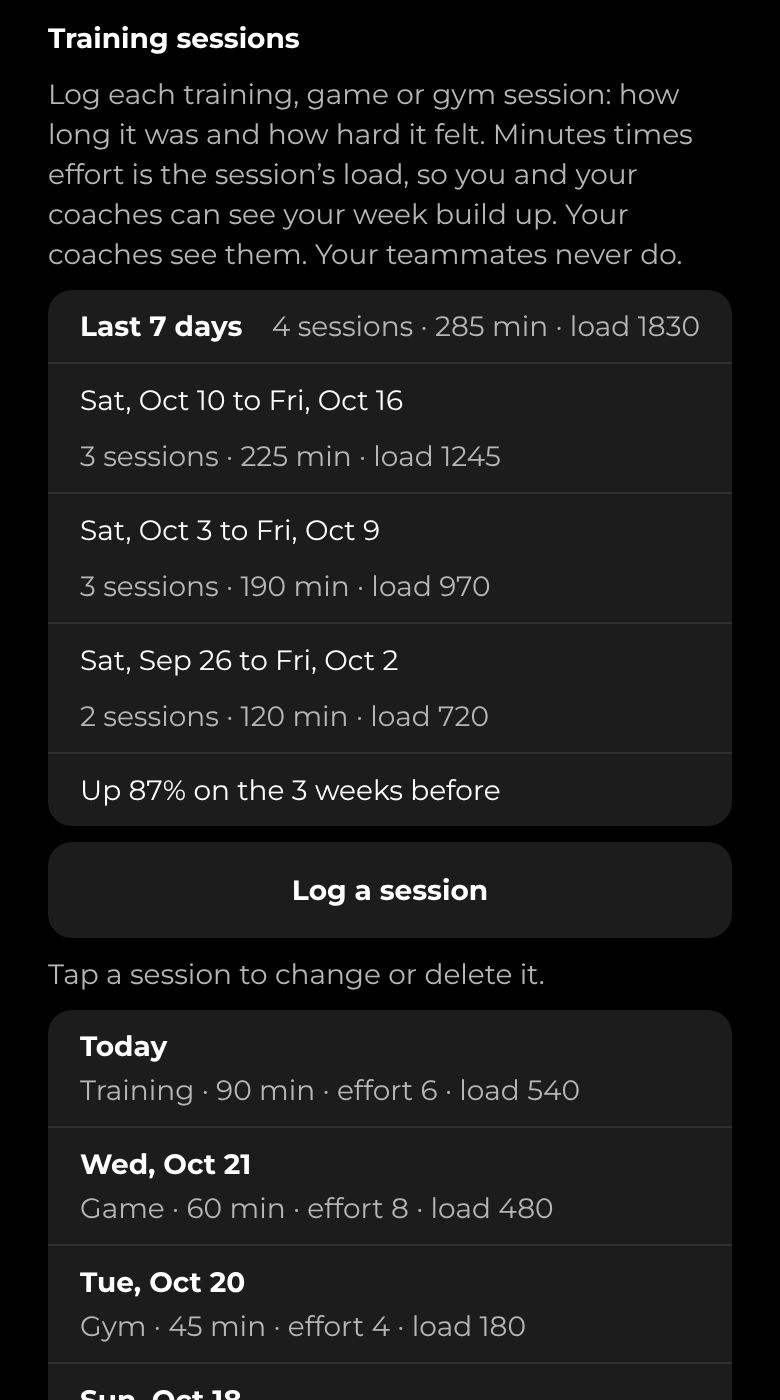 Training sessions
Log each training, game or gym session: how
long it was and how hard it felt. Minutes times
effort is the session’s load, so you and your
coaches can see your week build up. Your
coaches see them. Your teammates never do.
Last 7 days 4 sessions · 285 min · load 1830
Sat, Oct 10 to Fri, Oct 16
3 sessions · 225 min · load 1245
Sat, Oct 3 to Fri, Oct 9
3 sessions · 190 min · load 970
Sat, Sep 26 to Fri, Oct 2
2 sessions · 120 min · load 720
Up 87% on the 3 weeks before
Log a session
Tap a session to change or delete it.
Today
Training · 90 min · effort 6 · load 540
Wed, Oct 21
Game · 60 min · effort 8 · load 480
Tue, Oct 20
Gym · 45 min · effort 4 · load 180
Sun, Oct 18